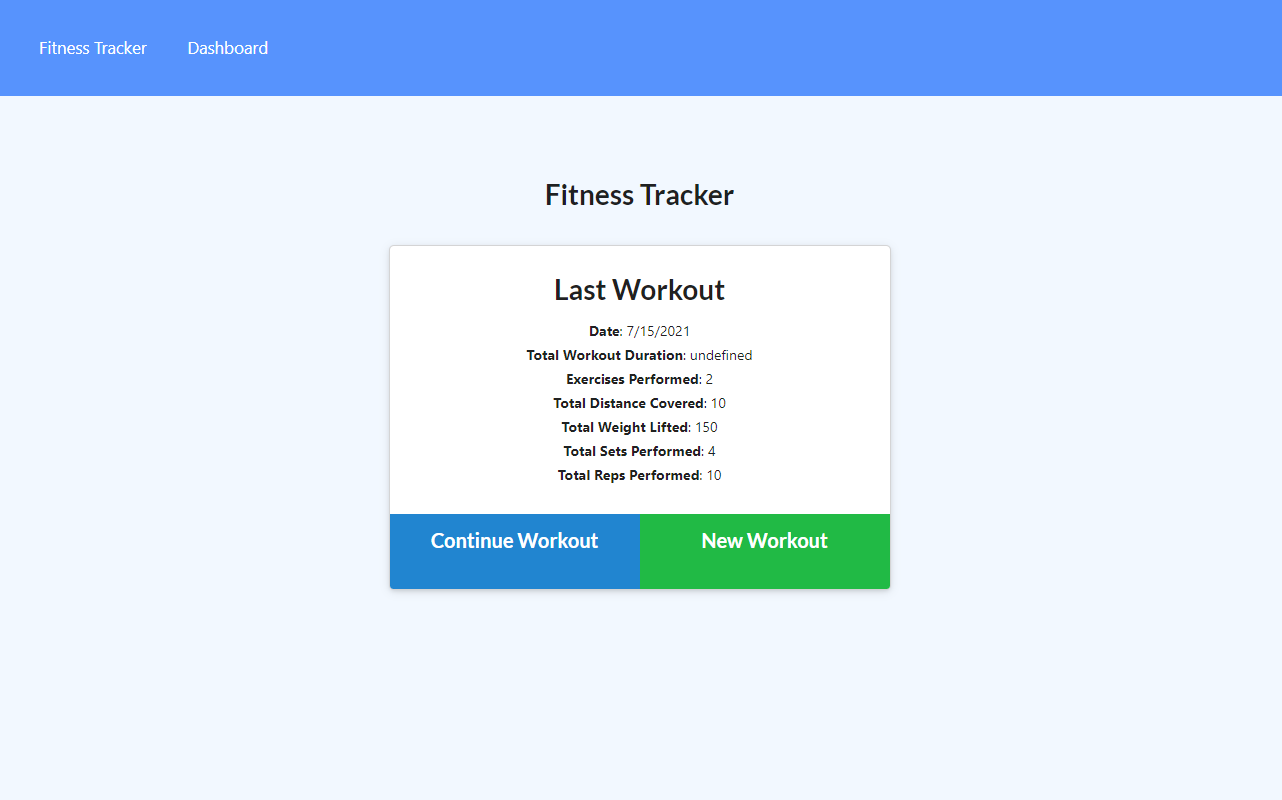 Fitness Tracker Dashboard
Fitness Tracker
Last Workout
Date: 7/15/2021
Total Workout Duration: undefined
Exercises Performed: 2
Total Distance Covered: 10
Total Weight Lifted: 150
Total Sets Performed: 4
Total Reps Performed: 10
Continue Workout New Workout